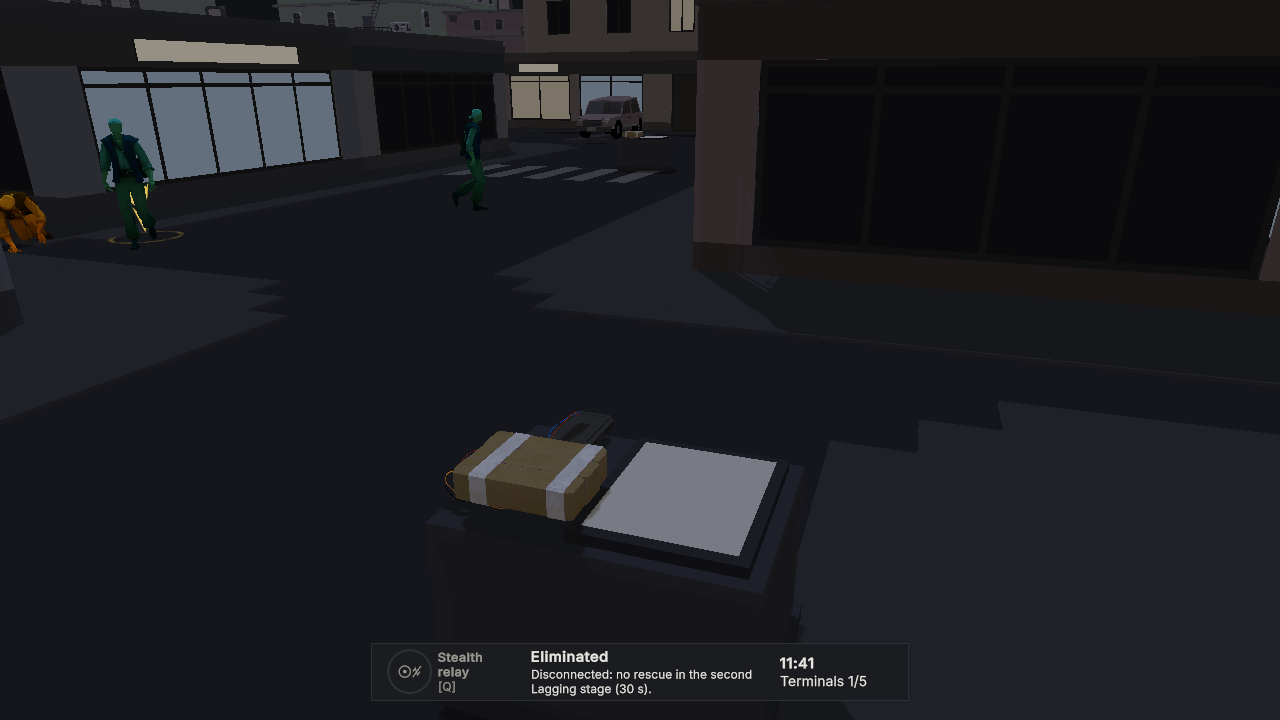 Stealth
relay
[Q]
Eliminated
Disconnected: no rescue in the second
Lagging stage (30 s).
11:41
Terminals 1/5